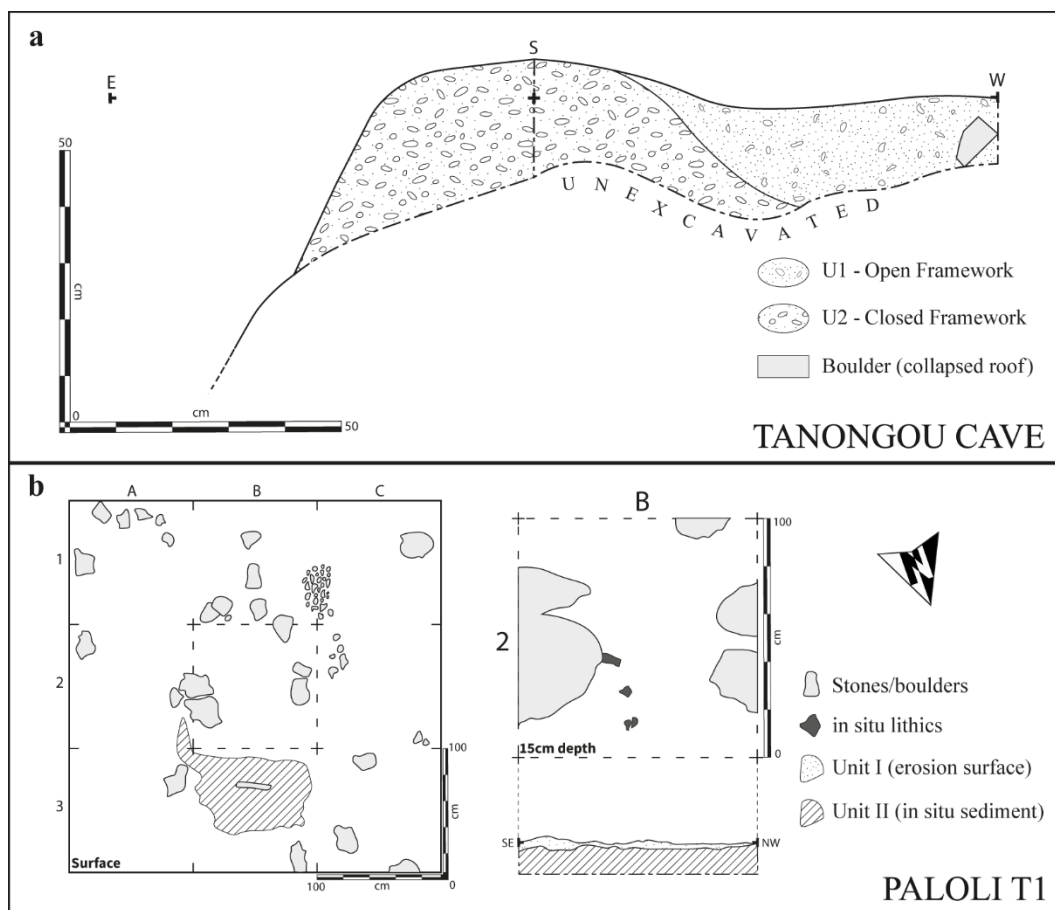 a
E
S
W
50
cm
0
cm
50
UNEXCAVATED
U1 - Open Framework
U2 - Closed Framework
Boulder (collapsed roof)
TANONGOU CAVE
b
A
B
C
1
2
3
Surface
100
cm
0
100
cm
0
B
2
15cm depth
100
cm
0
SE
NW
N
Stones/boulders
in situ lithics
Unit I (erosion surface)
Unit II (in situ sediment)
PALOLI T1